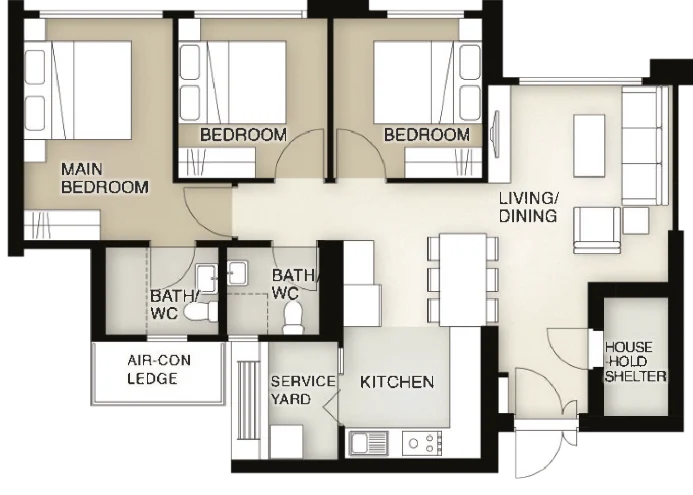 BEDROOM
BEDROOM
MAIN
BEDROOM
LIVING/
DINING
BATH/
WC
BATH/
WC
AIR-CON
LEDGE
SERVICE
YARD
KITCHEN
HOUSE
-HOLD
SHELTER